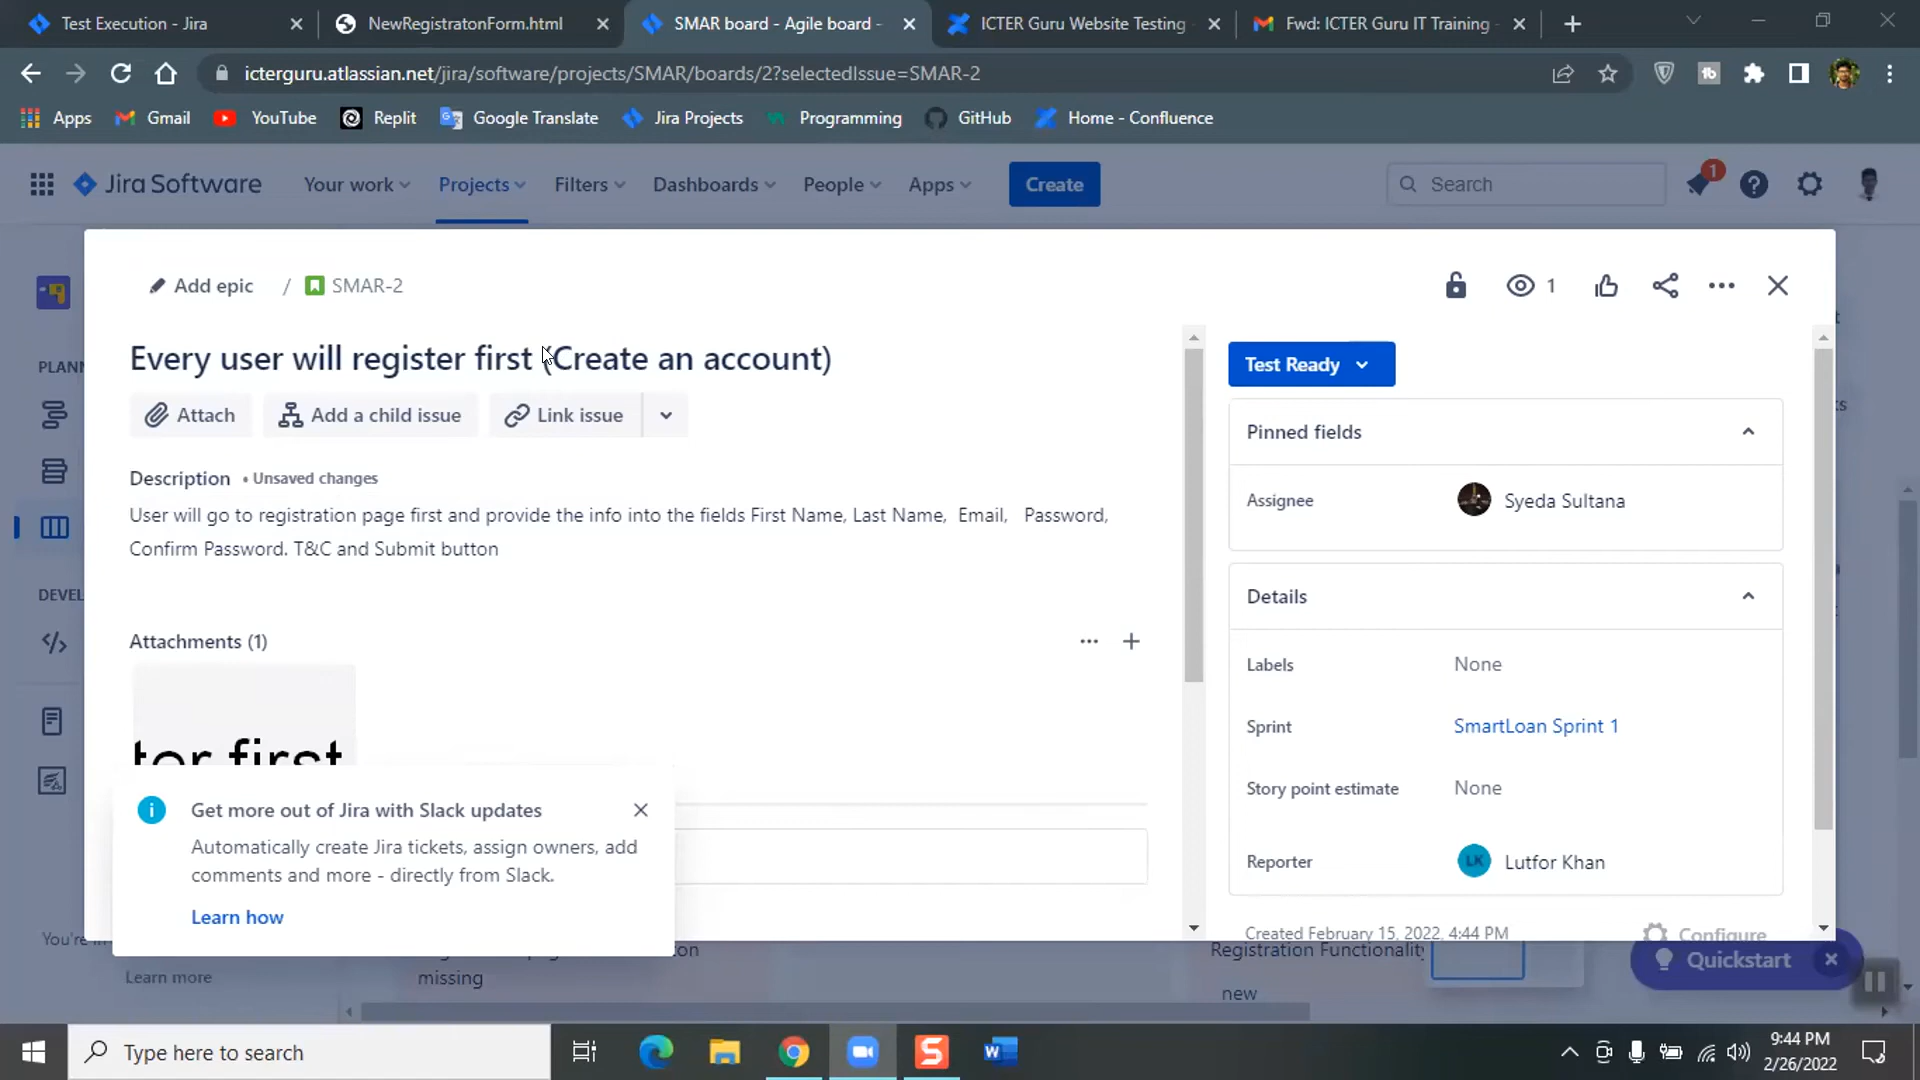 Test Execution - Jira
NewRegistratonForm.html
SMAR board - Agile board -
ICTER Guru Website Testing
Fwd: ICTER Guru IT Training -
icterguru.atlassian.net/jira/software/projects/SMAR/boards/2?selectedIssue=SMAR-2
Apps Gmail YouTube Replit Google Translate Jira Projects Programming GitHub Home - Confluence
Jira Software Your work Projects Filters Dashboards People Apps Create Search 1
Add epic / SMAR-2
1
Every user will register first (Create an account)
Test Ready
PLAN
Attach Add a child issue Link issue
Pinned fields
Description • Unsaved changes
Assignee Syeda Sultana
User will go to registration page first and provide the info into the fields First Name, Last Name, Email, Password,
Confirm Password. T&C and Submit button
DEVEL
Details
Attachments (1)
Labels None
ter first
Sprint SmartLoan Sprint 1
Story point estimate None
Get more out of Jira with Slack updates
Automatically create Jira tickets, assign owners, add
comments and more - directly from Slack.
Learn how
Reporter LK Lutfor Khan
Created February 15, 2022, 4:44 PM
Configure
You're in
Registration Functionality
Quickstart
Learn more
missing
new
Type here to search
9:44 PM
2/26/2022